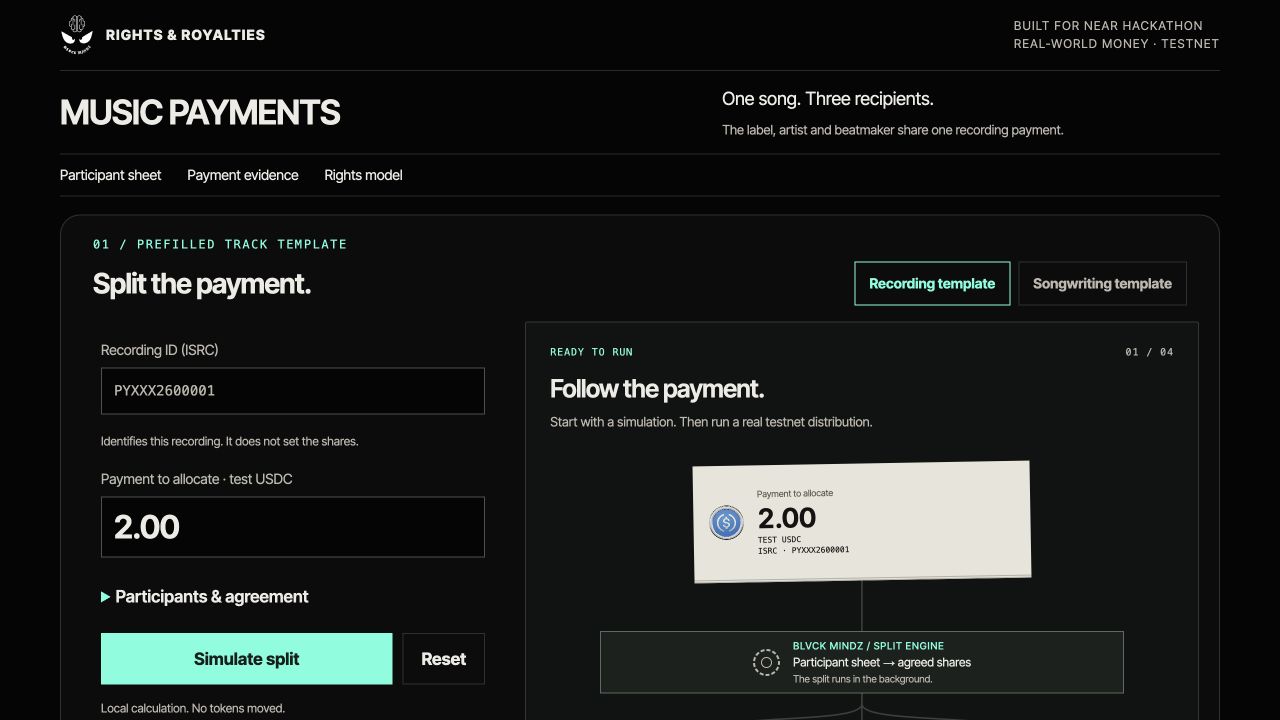 BLVCK MINDZ
RIGHTS & ROYALTIES
BUILT FOR NEAR HACKATHON
REAL-WORLD MONEY · TESTNET
MUSIC PAYMENTS
One song. Three recipients.
The label, artist and beatmaker share one recording payment.
Participant sheet
Payment evidence
Rights model
01 / PREFILLED TRACK TEMPLATE
Split the payment.
Recording template
Songwriting template
Recording ID (ISRC)
PYXXX2600001
Identifies this recording. It does not set the shares.
Payment to allocate · test USDC
2.00
Participants & agreement
Simulate split
Reset
Local calculation. No tokens moved.
READY TO RUN
01 / 04
Follow the payment.
Start with a simulation. Then run a real testnet distribution.
Payment to allocate
2.00
TEST USDC
ISRC · PYXXX2600001
BLVCK MINDZ / SPLIT ENGINE
Participant sheet → agreed shares
The split runs in the background.